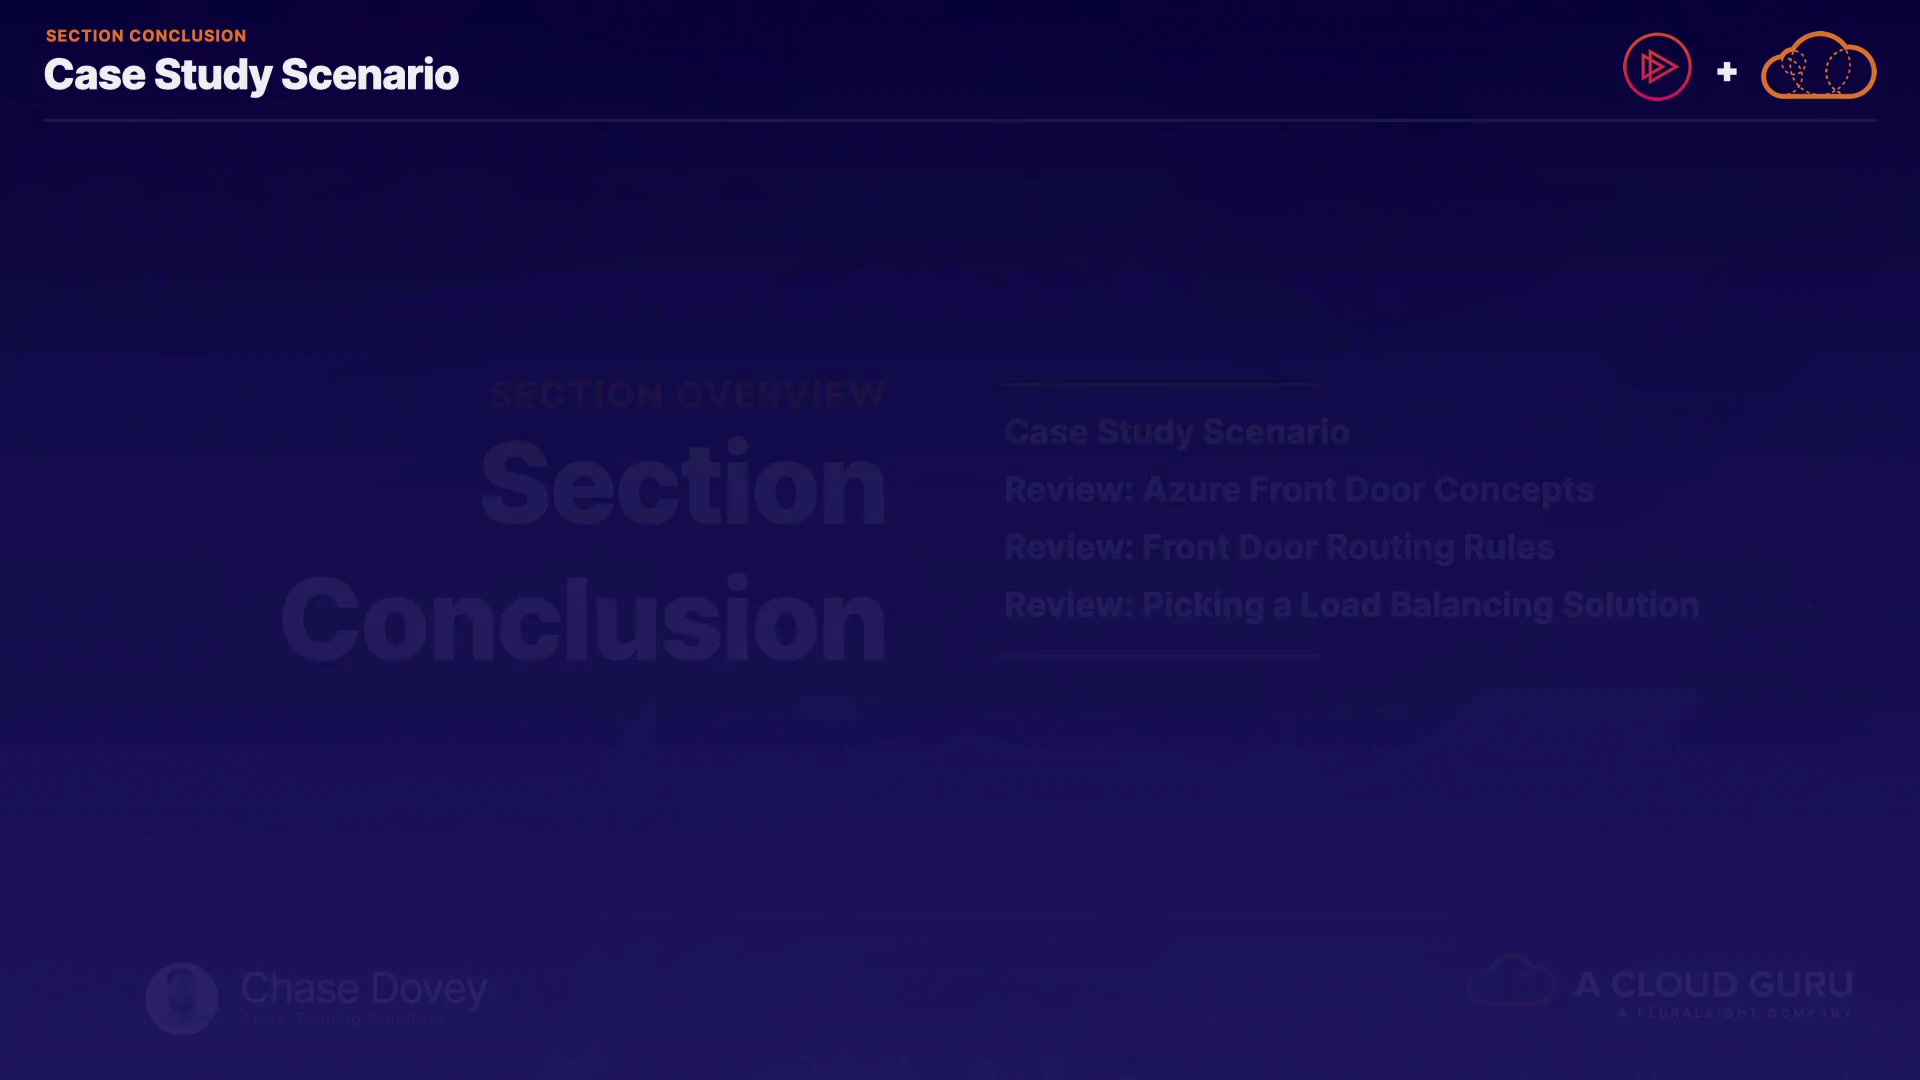 SECTION CONCLUSION
Case Study Scenario
SECTION OVERVIEW
Section
Conclusion
Case Study Scenario
Review: Azure Front Door Concepts
Review: Front Door Routing Rules
Review: Picking a Load Balancing Solution
Chase Dovey
Azure Training Architect
A CLOUD GURU
A PLURALSIGHT COMPANY